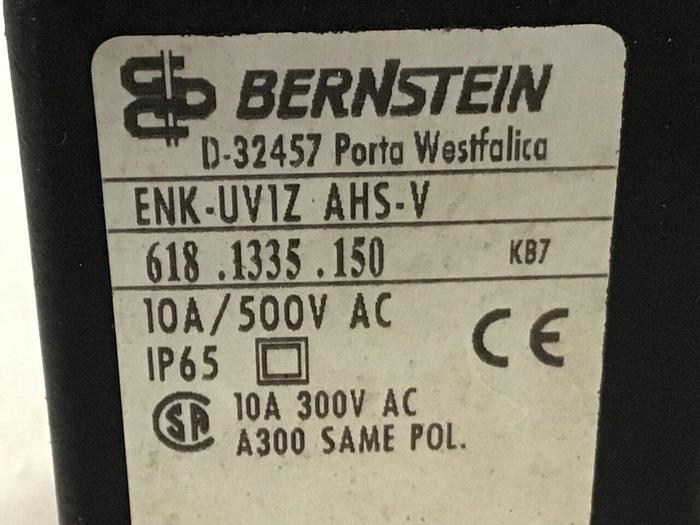 BERNSTEIN
D-32457 Porta Westfalica
ENK-UV1Z AHS-V
618 .1335 .150 KB7
10A/500V AC
CE
IP65
SA 10A 300V AC
A300 SAME POL.